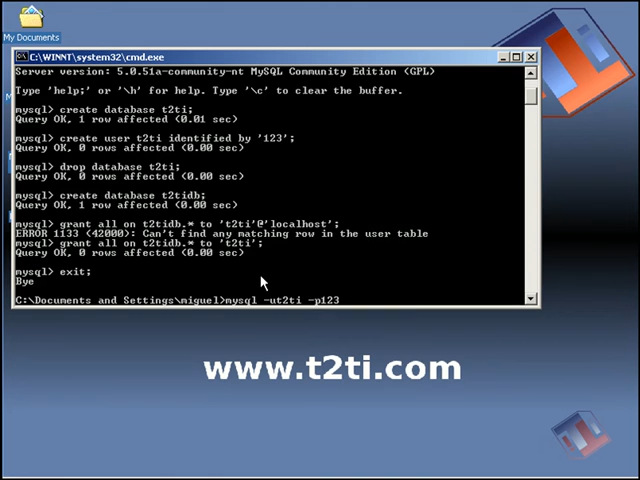 My Documents
C:\WINNT\system32\cmd.exe
Server version: 5.0.51a-community-nt MySQL Community Edition (GPL)
Type 'help;' or '\h' for help. Type '\c' to clear the buffer.
mysql> create database t2ti;
Query OK, 1 row affected (0.01 sec)
mysql> create user t2ti identified by '123';
Query OK, 0 rows affected (0.00 sec)
mysql> drop database t2ti;
Query OK, 0 rows affected (0.00 sec)
mysql> create database t2tidb;
Query OK, 1 row affected (0.00 sec)
mysql> grant all on t2tidb.* to 't2ti'@'localhost';
ERROR 1133 (42000): Can't find any matching row in the user table
mysql> grant all on t2tidb.* to 't2ti';
Query OK, 0 rows affected (0.00 sec)
mysql> exit;
Bye
C:\Documents and Settings\miguel>mysql -ut2ti -p123
www.t2ti.com